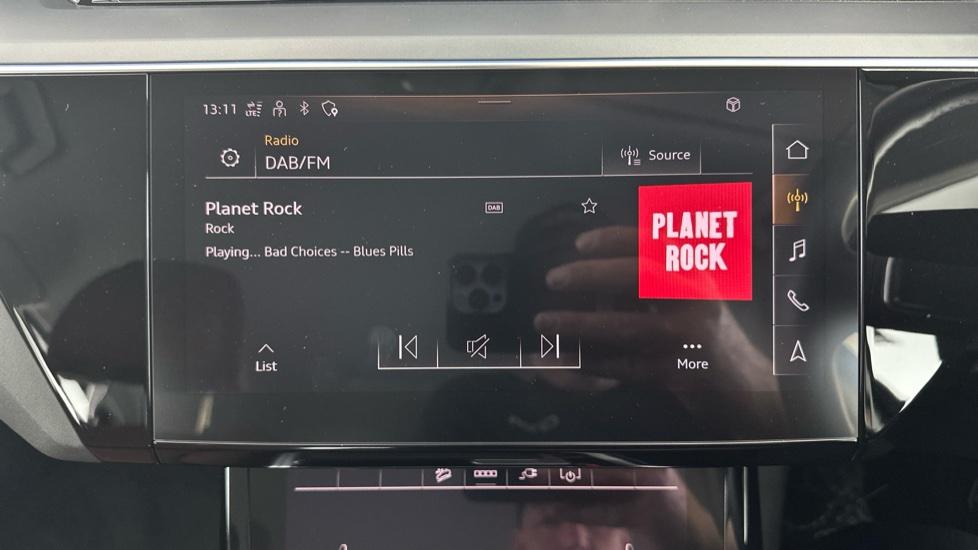 13:11
LTE
Radio
DAB/FM
Source
Planet Rock
DAB
Rock
Playing... Bad Choices -- Blues Pills
PLANET
ROCK
List
More